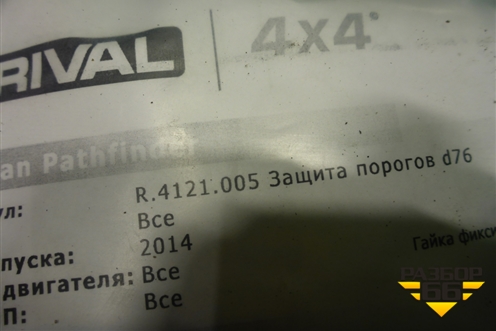 RIVAL
4x4
an Pathfinder
R.4121.005 Защита порогов d76
ул: Все
пуска: 2014
двигателя: Все
П: Все
Гайка фикси
РАЗБОР
66